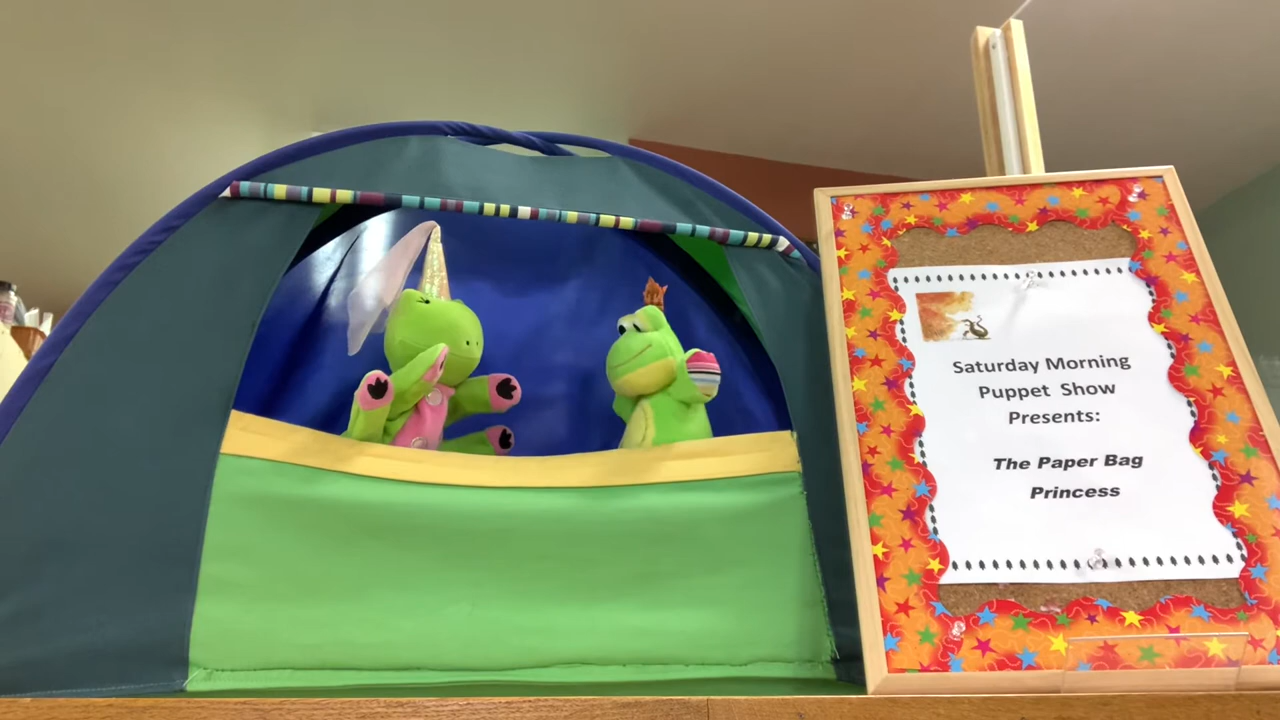 Saturday Morning
Puppet Show
Presents:
The Paper Bag
Princess